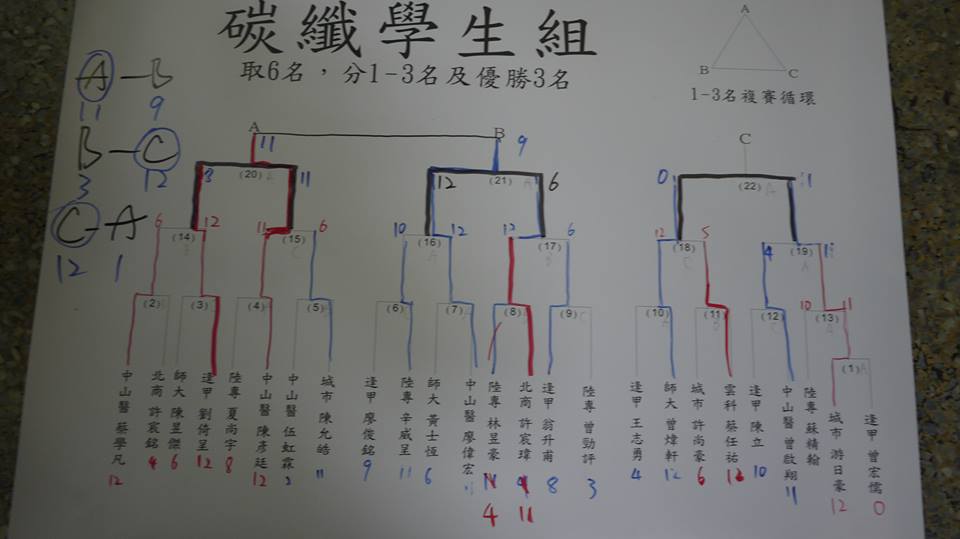 碳纖學生組
取6名，分1-3名及優勝3名
A
B C
1-3名複賽循環
A — B
11 9
B — C
3 12
C — A
12 1
A B C
11 9
(20) A (21) A (22) A
3 11 12 6 0 1
6 12 11 6 10 12 12 6 12 5 4
(14) B (15) C (16) A (17) B (18) C (19) A
10 11
(2) (3) (4) (5) A (6) (7) (8) (9) C (10) A (11) B (12) C (13) A
(1) A
中山醫 蔡學凡 12
北商 許宸銘 4
師大 陳昱傑 6
逢甲 劉倚呈 12
陸專 夏尚宇 8
中山醫 陳彥廷 12
中山醫 伍虹霖 2
城市 陳允皓 11
逢甲 廖俊銘 9
陸專 辛威呈 11
師大 黃士恆 6
中山醫 廖偉宏
陸專 林昱豪 4
北商 許宸瑋 11
逢甲 翁升甫 8
陸專 曾勁評 3
逢甲 王志勇 4
師大 曾煒軒 12
城市 許尚豪 6
雲科 蔡任祐 12
逢甲 陳立 10
中山醫 曾啟翔 11
陸專 蘇精翰
城市 游日豪 12
逢甲 曾宏儒 0